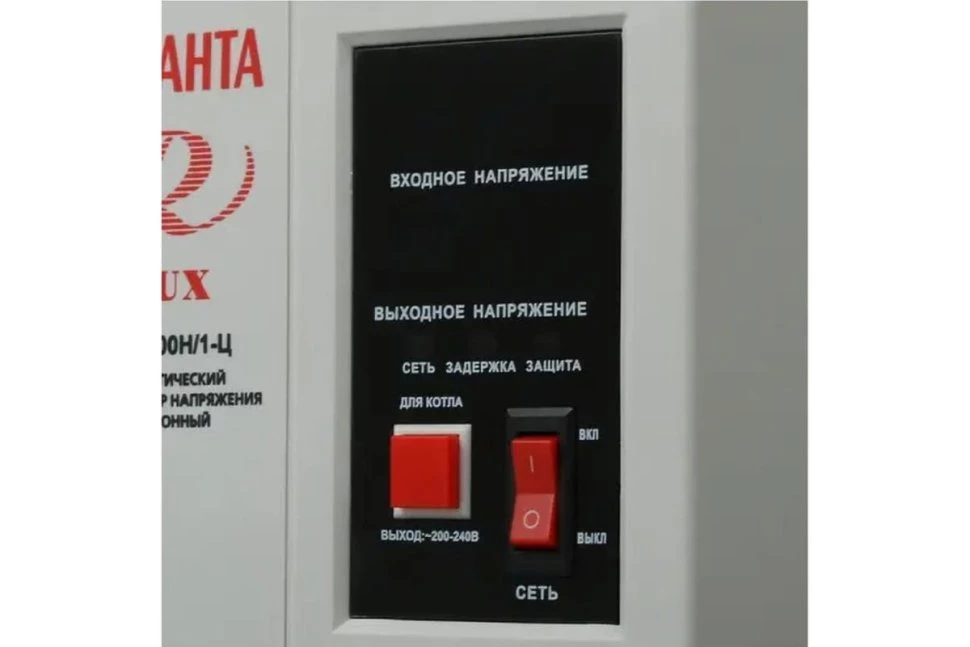 АНТА
R
UX
00Н/1-Ц
ТИЧЕСКИЙ
Р НАПРЯЖЕНИЯ
ОННЫЙ
ВХОДНОЕ НАПРЯЖЕНИЕ
ВЫХОДНОЕ НАПРЯЖЕНИЕ
СЕТЬ ЗАДЕРЖКА ЗАЩИТА
ДЛЯ КОТЛА
ВКЛ
I
O
ВЫХОД:~200-240В
ВЫКЛ
СЕТЬ